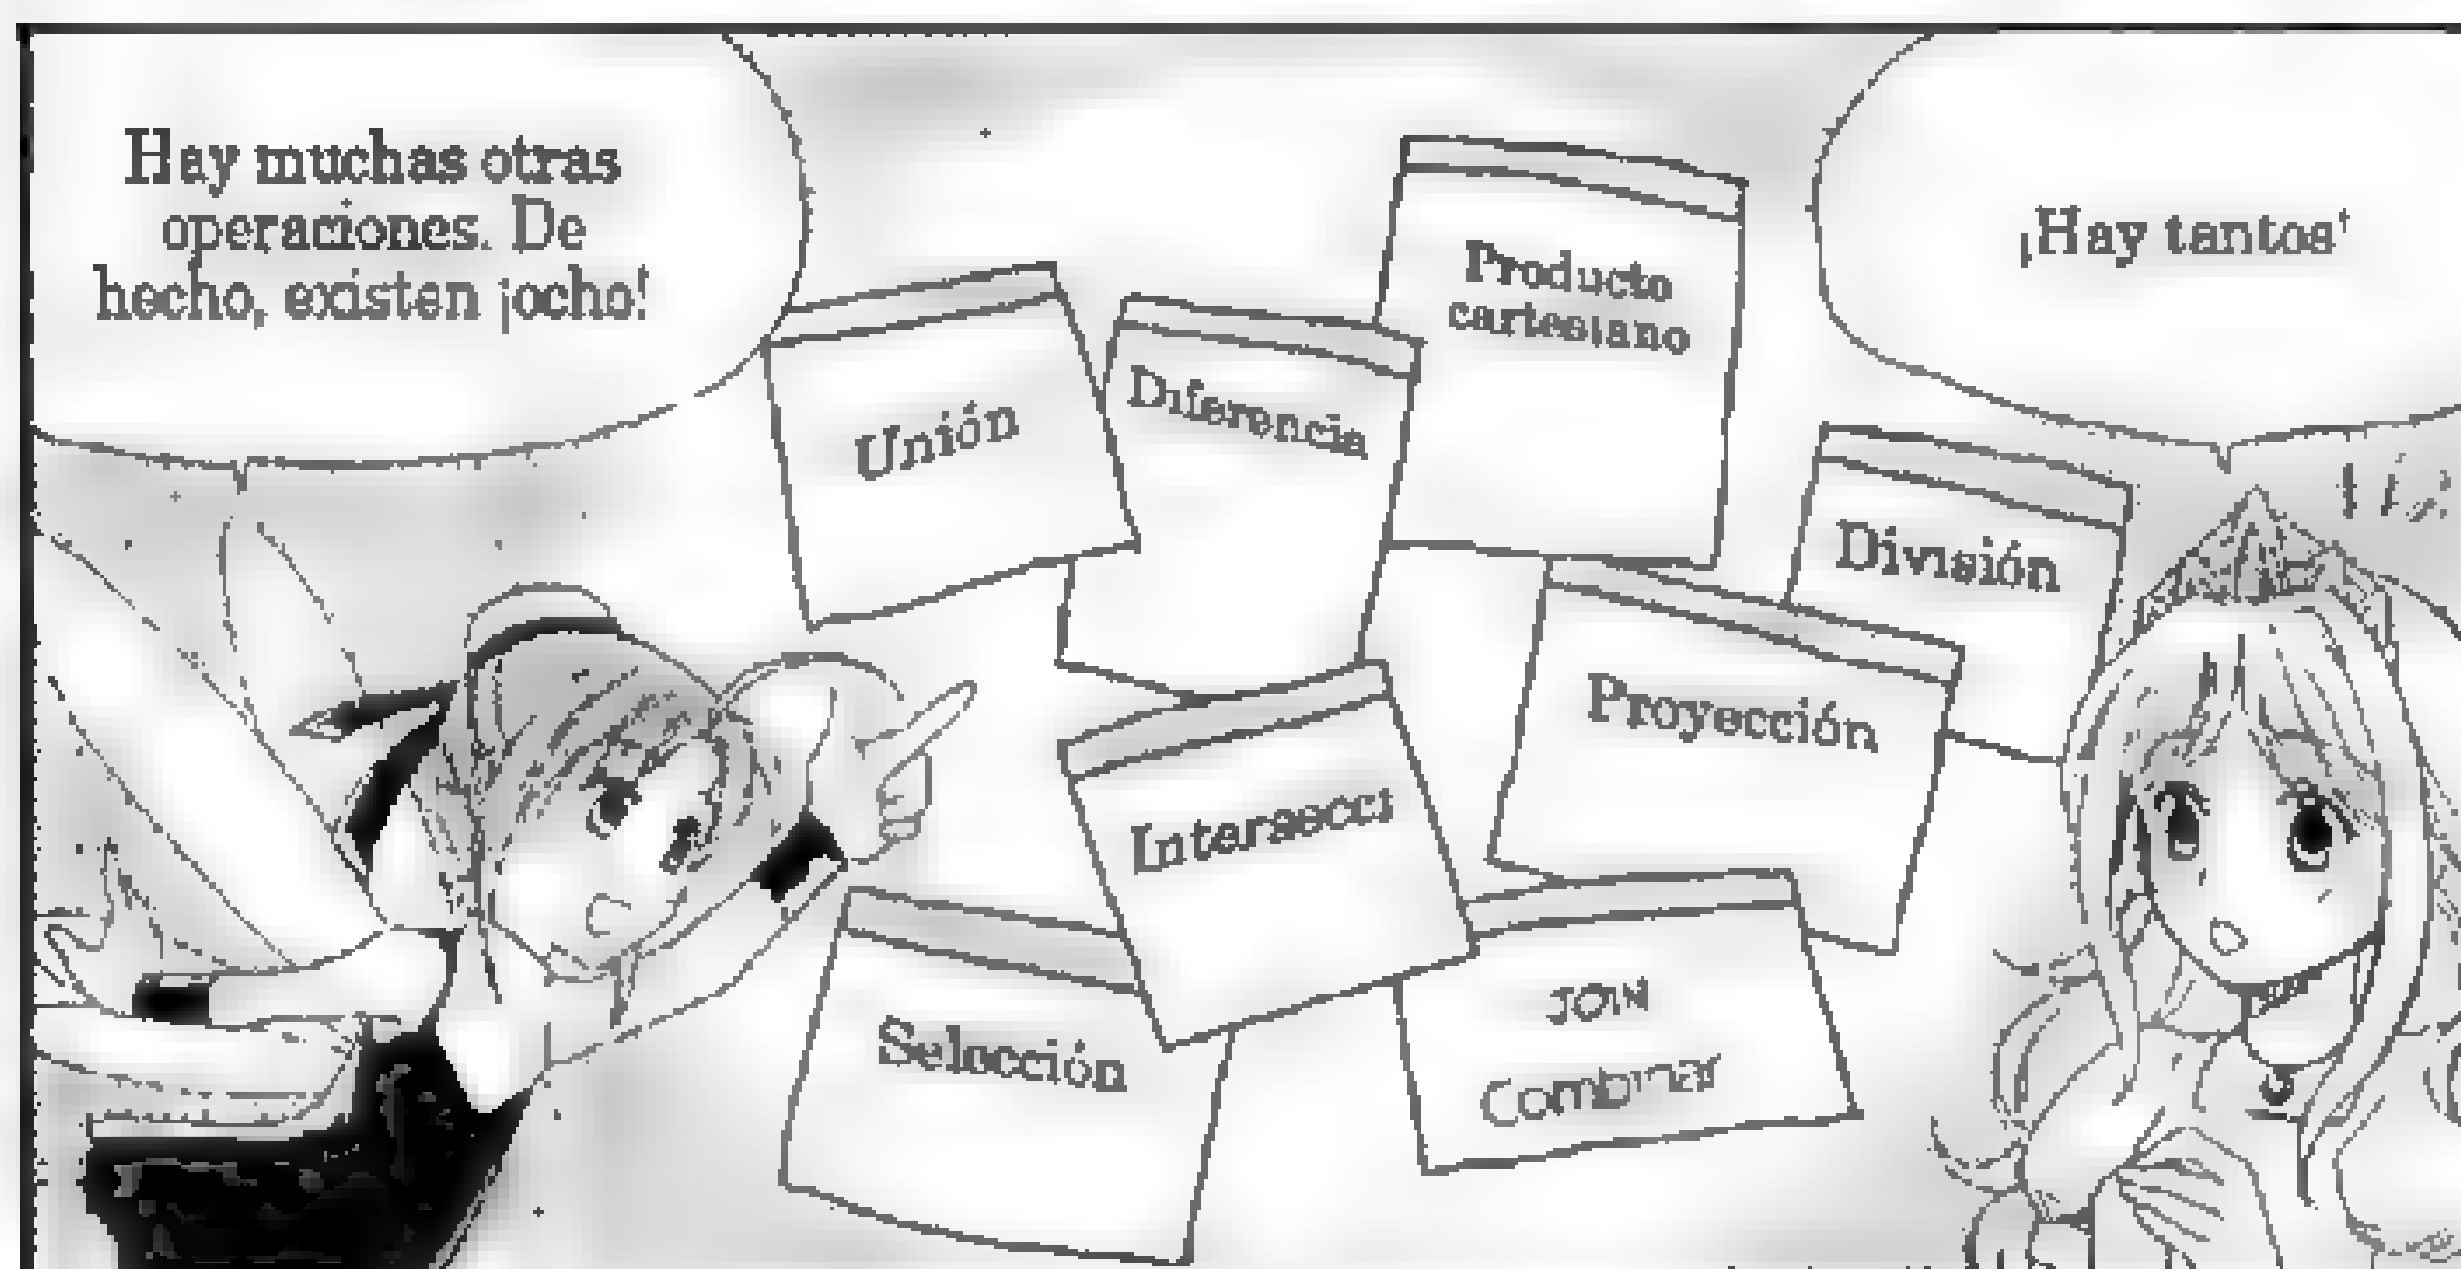 Hay muchas otras
operaciones. De
hecho, existen ¡ocho!
¡Hay tantos!
Producto
cartesiano
Unión
Diferencia
División
Proyección
Intersecci
Selección
JOIN
Combinar